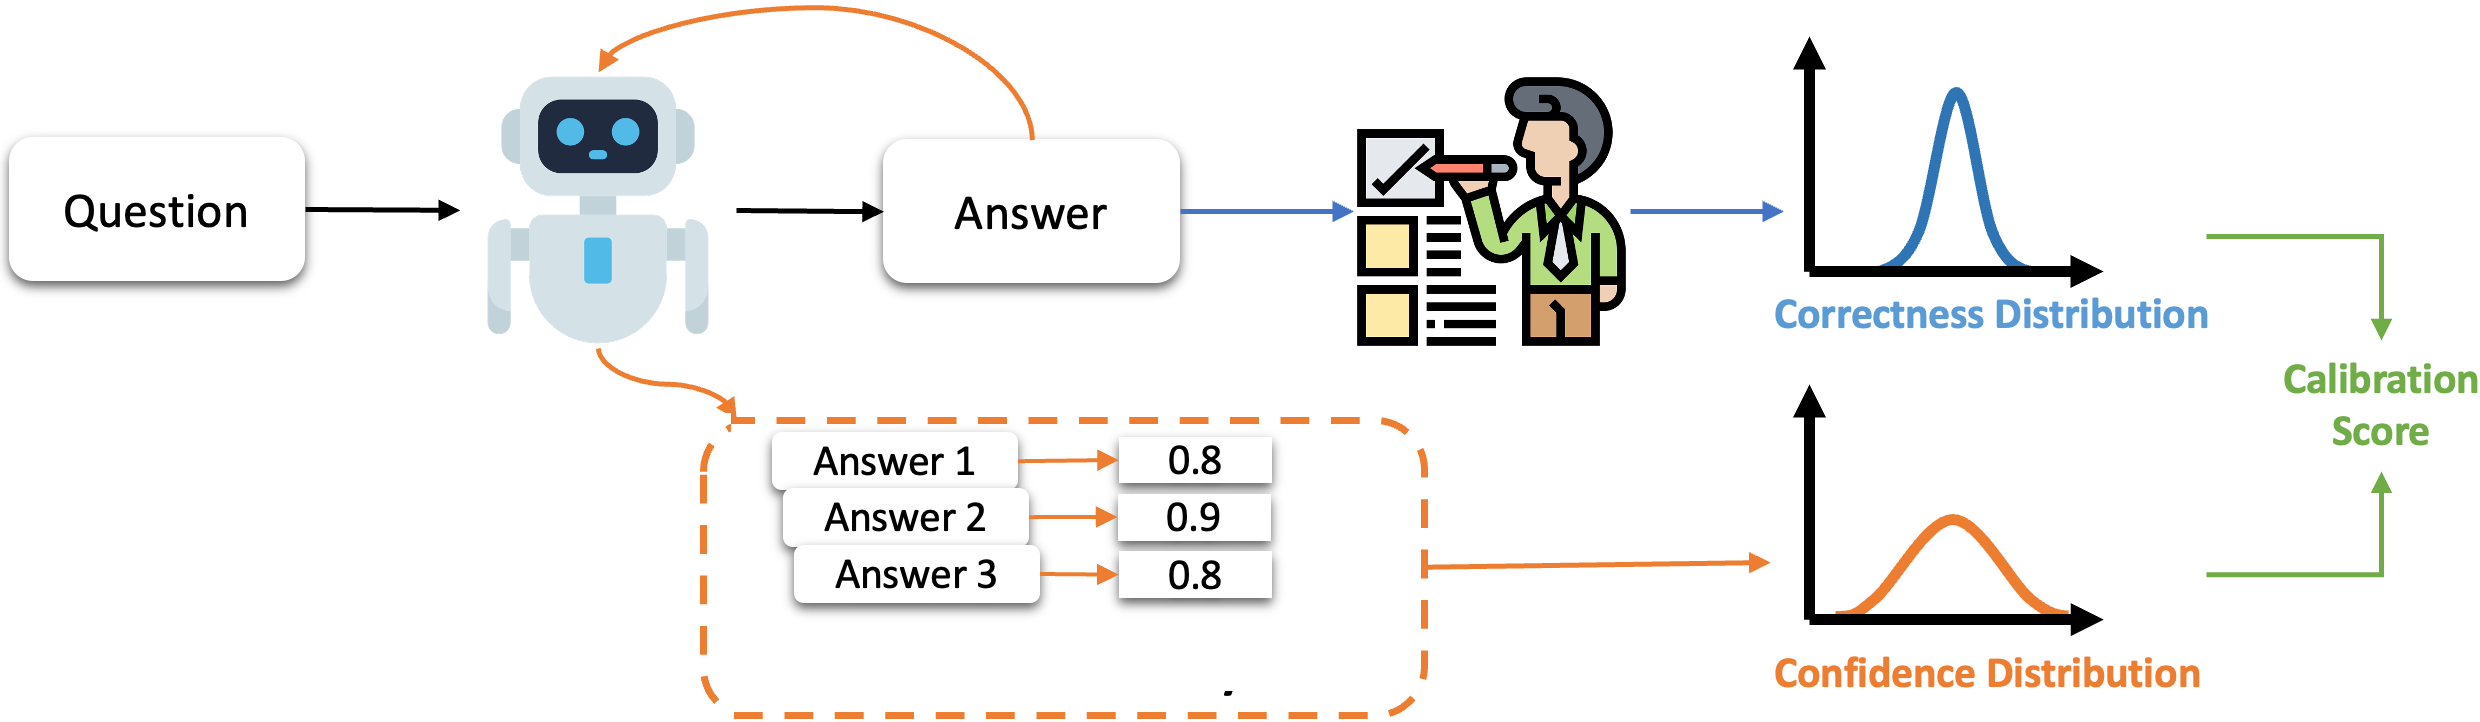 Question
Answer
Correctness Distribution
Calibration
Score
Answer 1
0.8
Answer 2
0.9
Answer 3
0.8
Confidence Distribution